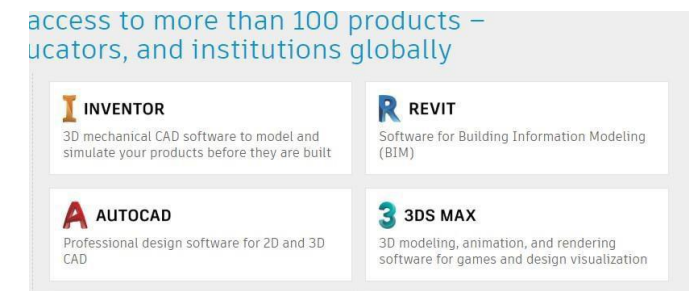 access to more than 100 products –
ucators, and institutions globally
INVENTOR
3D mechanical CAD software to model and
simulate your products before they are built
REVIT
Software for Building Information Modeling
(BIM)
AUTOCAD
Professional design software for 2D and 3D
CAD
3DS MAX
3D modeling, animation, and rendering
software for games and design visualization